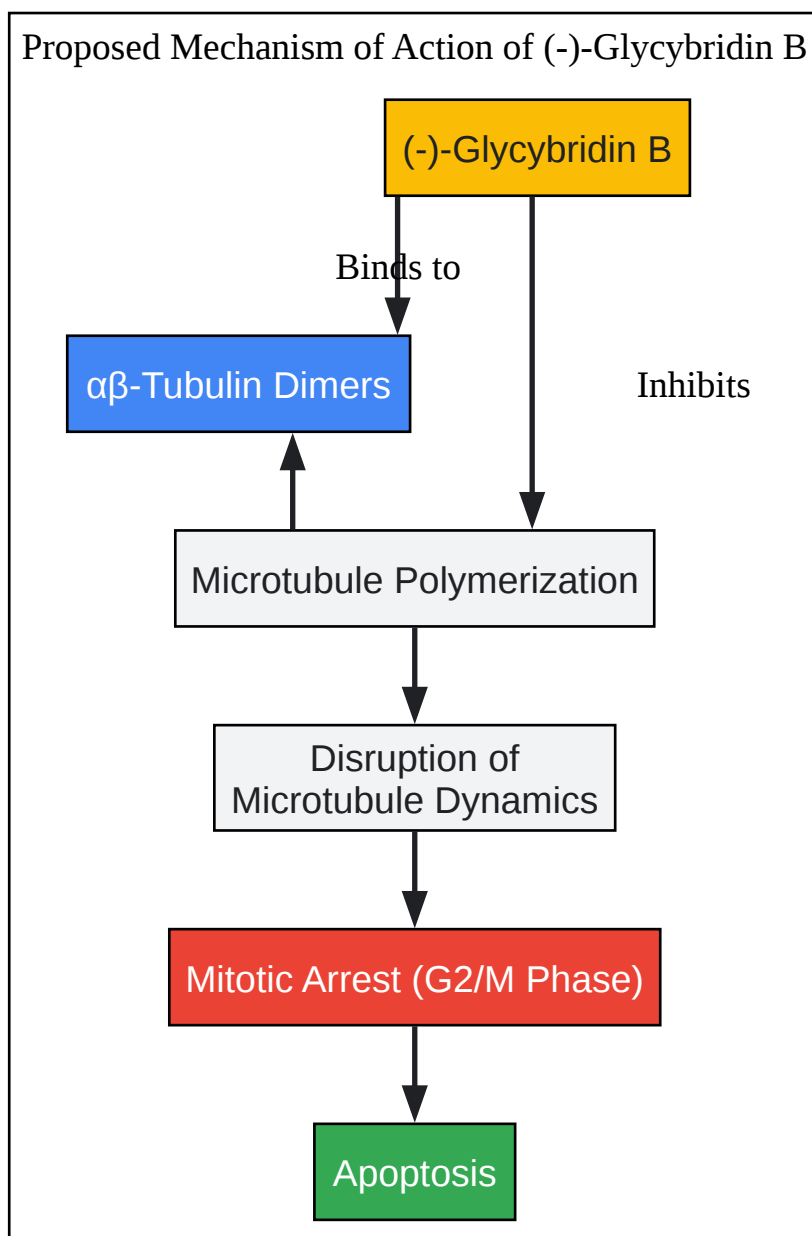 Proposed Mechanism of Action of (-)-Glycybridin B
(-)-Glycybridin B
Binds to
αβ-Tubulin Dimers
Inhibits
Microtubule Polymerization
Disruption of
Microtubule Dynamics
Mitotic Arrest (G2/M Phase)
Apoptosis